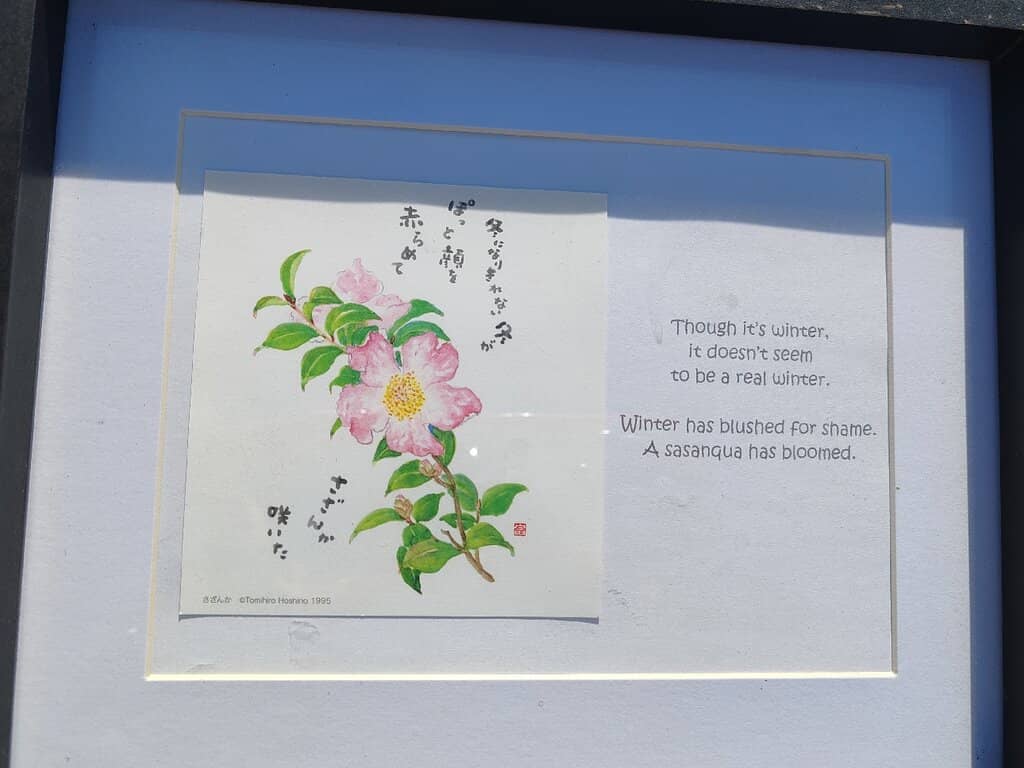 冬になりきれない冬が
ぽっと顔を
赤らめて
さざんか
咲いた
さざんか ©Tomihiro Hoshino 1995
Though it's winter,
it doesn't seem
to be a real winter.
Winter has blushed for shame.
A sasanqua has bloomed.